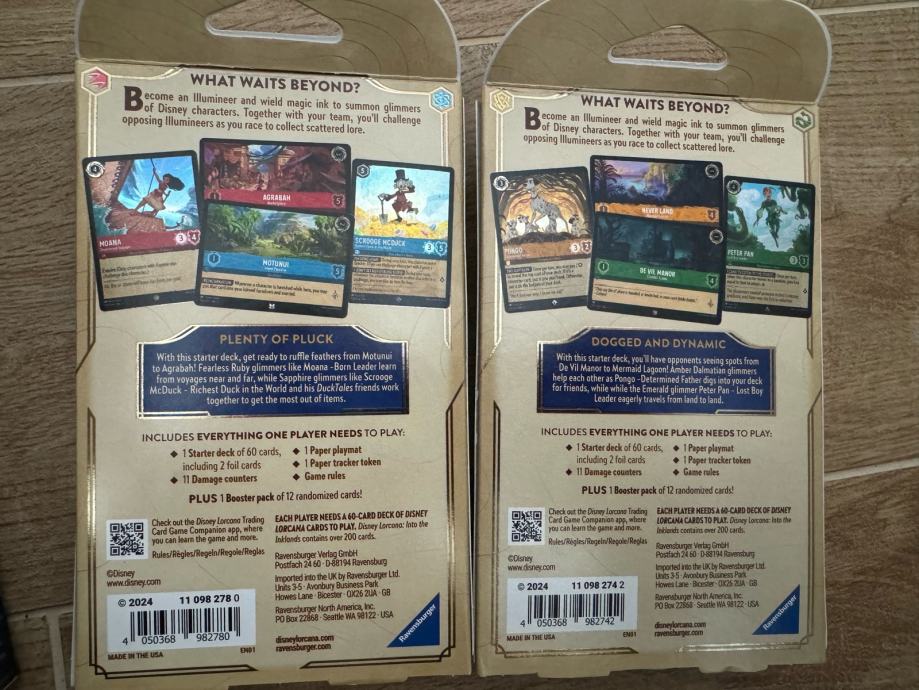 WHAT WAITS BEYOND?
Become an Illumineer and wield magic ink to summon glimmers
of Disney characters. Together with your team, you'll challenge
opposing Illumineers as you race to collect scattered lore.
4
MOANA
3 4
AGRABAH
5
MOTUNUI
5
5
SCROOGE MCDUCK
3 5
PLENTY OF PLUCK
With this starter deck, get ready to ruffle feathers from Motunui
to Agrabah! Fearless Ruby glimmers like Moana - Born Leader learn
from voyages near and far, while Sapphire glimmers like Scrooge
McDuck - Richest Duck in the World and his DuckTales friends work
together to get the most out of items.
INCLUDES EVERYTHING ONE PLAYER NEEDS TO PLAY:
◆ 1 Starter deck of 60 cards,
including 2 foil cards
◆ 11 Damage counters
◆ 1 Paper playmat
◆ 1 Paper tracker token
◆ Game rules
PLUS 1 Booster pack of 12 randomized cards!
Check out the Disney Lorcana Trading
Card Game Companion app, where
you can learn the game and more.
Rules/Règles/Regeln/Regole/Reglas
©Disney
www.disney.com
EACH PLAYER NEEDS A 60-CARD DECK OF DISNEY
LORCANA CARDS TO PLAY. Disney Lorcana: Into the
Inklands contains over 200 cards.
Ravensburger Verlag GmbH
Postfach 24 60 · D-88194 Ravensburg
Imported into the UK by Ravensburger Ltd.
Units 3-5 · Avonbury Business Park
Howes Lane · Bicester · OX26 2UA · GB
Ravensburger North America, Inc.
PO Box 22868 · Seattle WA 98122 · USA
disneylorcana.com
ravensburger.com
© 2024 11 098 278 0
4 050368 982780
MADE IN THE USA
EN01
Ravensburger
WHAT WAITS BEYOND?
Become an Illumineer and wield magic ink to summon glimmers
of Disney characters. Together with your team, you'll challenge
opposing Illumineers as you race to collect scattered lore.
PONGO
3 2
NEVER LAND
4
DE VIL MANOR
4
4
PETER PAN
3 3
DOGGED AND DYNAMIC
With this starter deck, you'll have opponents seeing spots from
De Vil Manor to Mermaid Lagoon! Amber Dalmatian glimmers
help each other as Pongo - Determined Father digs into your deck
for friends, while while the Emerald glimmer Peter Pan - Lost Boy
Leader eagerly travels from land to land.
INCLUDES EVERYTHING ONE PLAYER NEEDS TO PLAY:
◆ 1 Starter deck of 60 cards,
including 2 foil cards
◆ 11 Damage counters
◆ 1 Paper playmat
◆ 1 Paper tracker token
◆ Game rules
PLUS 1 Booster pack of 12 randomized cards!
Check out the Disney Lorcana Trading
Card Game Companion app, where
you can learn the game and more.
Rules/Règles/Regeln/Regole/Reglas
©Disney
www.disney.com
EACH PLAYER NEEDS A 60-CARD DECK OF DISNEY
LORCANA CARDS TO PLAY. Disney Lorcana: Into the
Inklands contains over 200 cards.
Ravensburger Verlag GmbH
Postfach 24 60 · D-88194 Ravensburg
Imported into the UK by Ravensburger Ltd.
Units 3-5 · Avonbury Business Park
Howes Lane · Bicester · OX26 2UA · GB
Ravensburger North America, Inc.
PO Box 22868 · Seattle WA 98122 · USA
disneylorcana.com
ravensburger.com
© 2024 11 098 274 2
4 050368 982742
MADE IN THE USA
EN01
Ravensburger